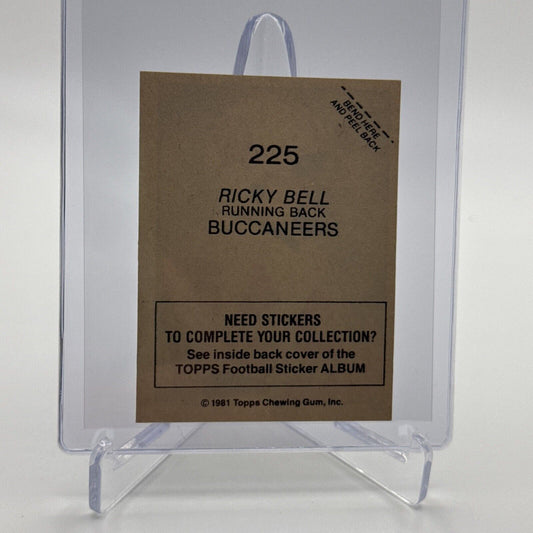 BEND HERE
AND PEEL BACK
225
RICKY BELL
RUNNING BACK
BUCCANEERS
NEED STICKERS
TO COMPLETE YOUR COLLECTION?
See inside back cover of the
TOPPS Football Sticker ALBUM
© 1981 Topps Chewing Gum, Inc.